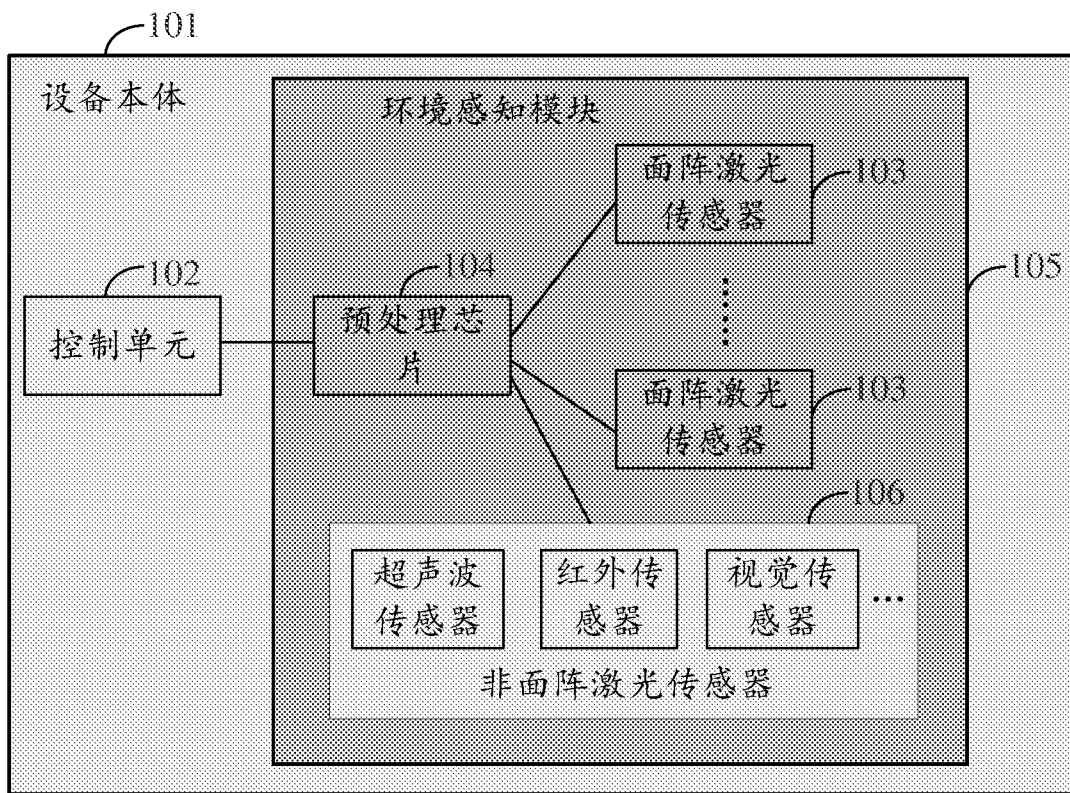 101
设备本体
环境感知模块
面阵激光
传感器
103
102
控制单元
104
预处理芯
片
105
面阵激光
传感器
103
106
超声波
传感器
红外传
感器
视觉传
感器
...
非面阵激光传感器